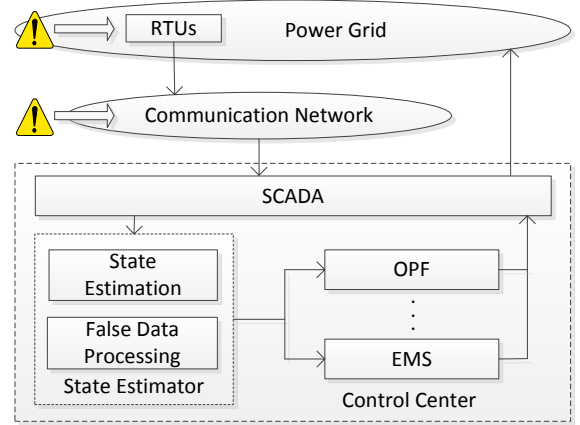 RTUs
Power Grid
Communication Network
SCADA
State
Estimation
False Data
Processing
State Estimator
OPF
EMS
Control Center